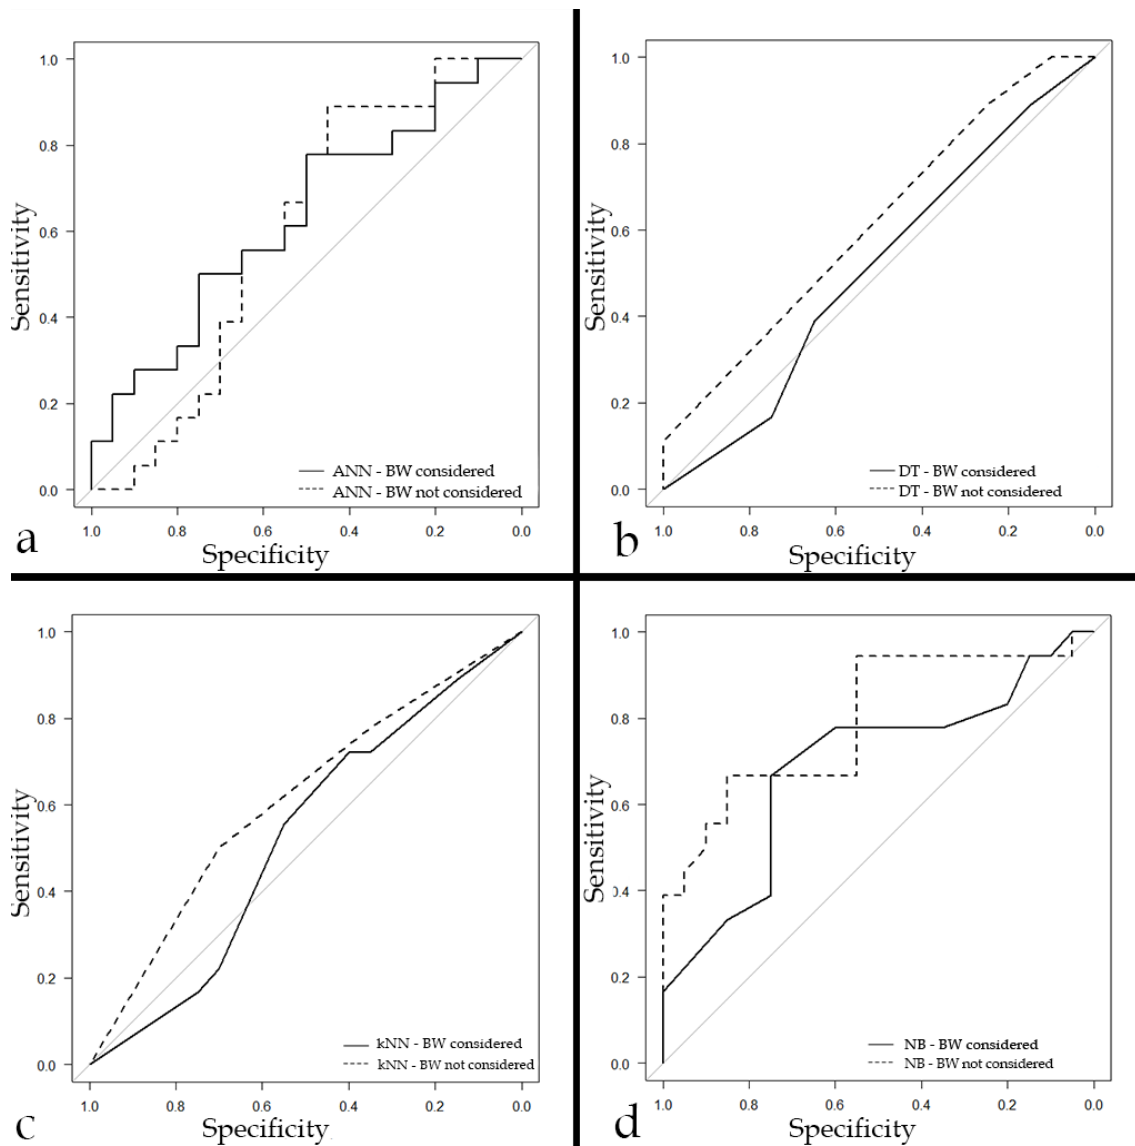 1.0
0.8
0.6
0.4
0.2
0.0
Sensitivity
ANN - BW considered
ANN - BW not considered
1.0 0.8 0.6 0.4 0.2 0.0
Specificity
a
1.0
0.8
0.6
0.4
0.2
0.0
Sensitivity
DT - BW considered
DT - BW not considered
1.0 0.8 0.6 0.4 0.2 0.0
Specificity
b
1.0
0.8
0.6
0.4
0.2
0.0
Sensitivity
kNN - BW considered
kNN - BW not considered
1.0 0.8 0.6 0.4 0.2 0.0
Specificity
c
1.0
0.8
0.6
0.4
0.2
0.0
Sensitivity
NB - BW considered
NB - BW not considered
1.0 0.8 0.6 0.4 0.2 0.0
Specificity
d